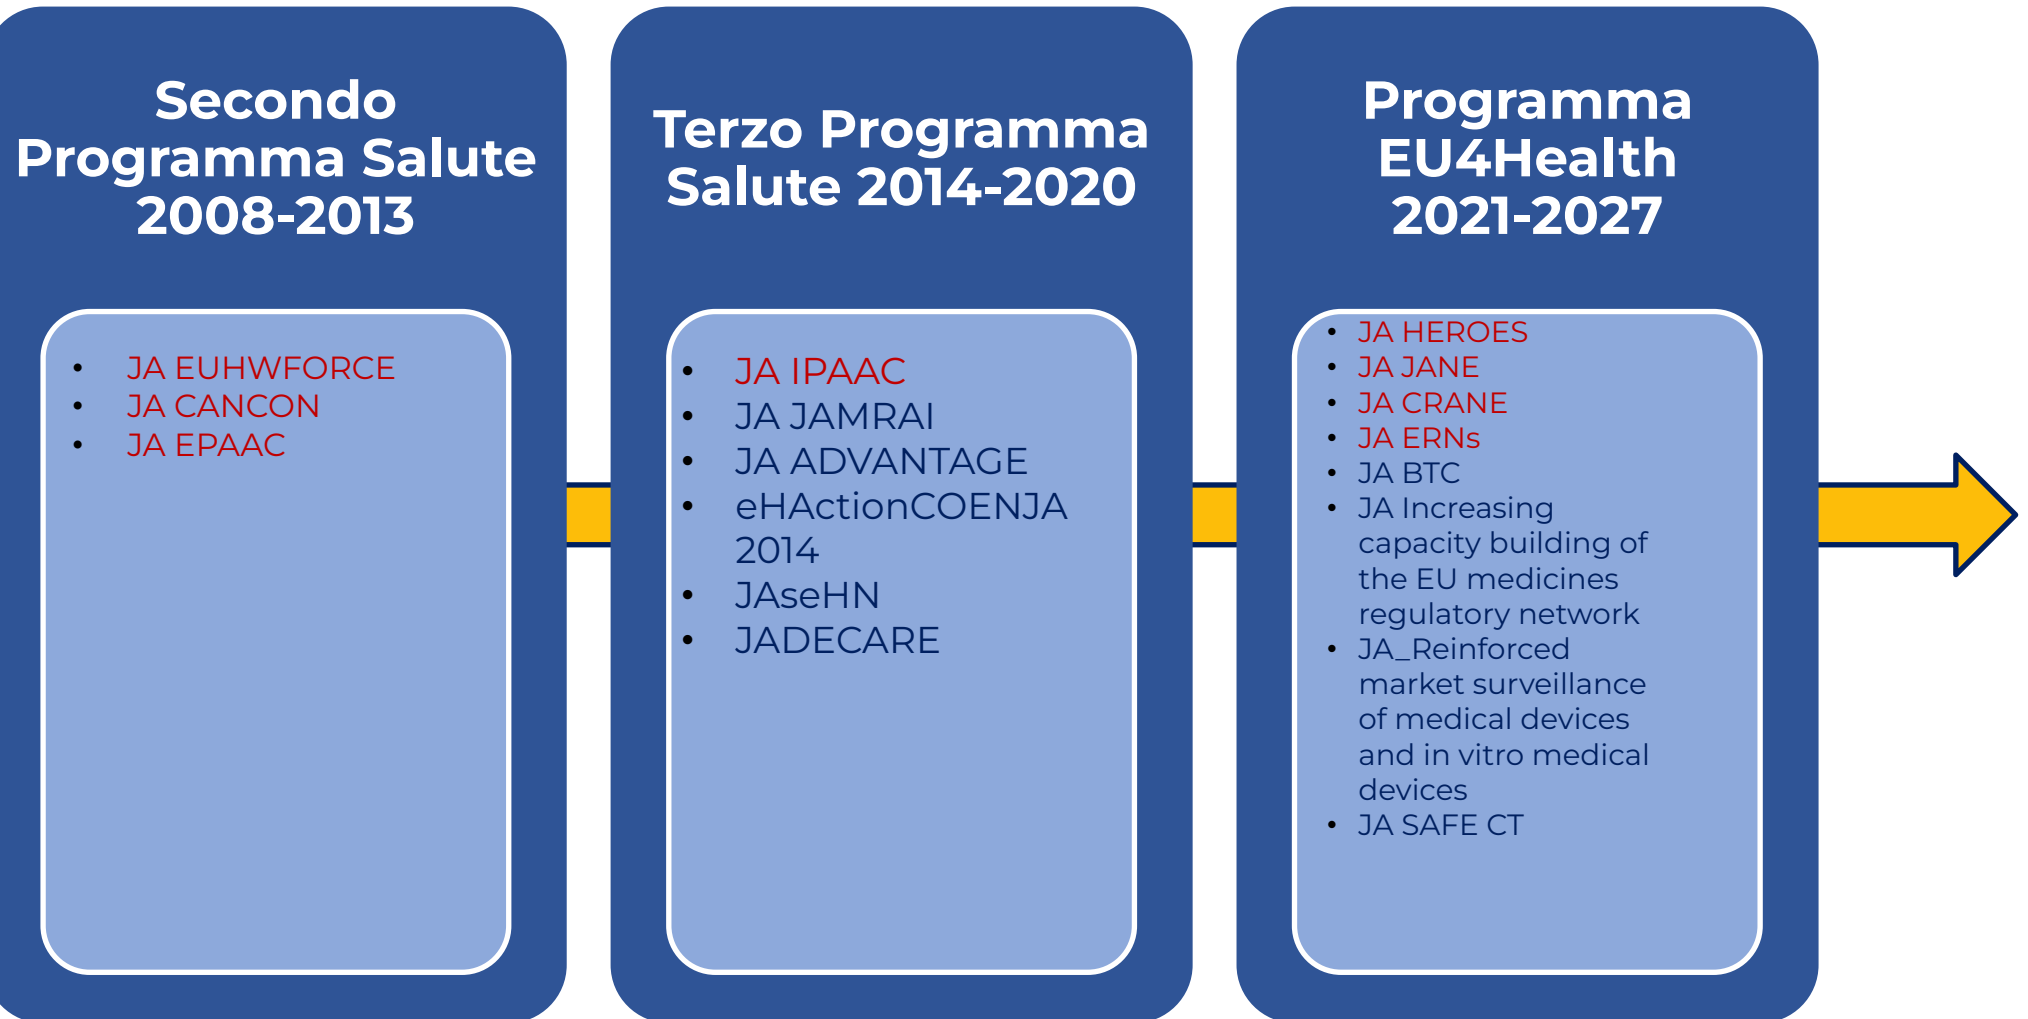 Secondo
Programma Salute
2008-2013
• JA EUHWFORCE
• JA CANCON
• JA EPAAC
Terzo Programma
Salute 2014-2020
• JA IPAAC
• JA JAMRAI
• JA ADVANTAGE
• eHActionCOENJA
2014
• JAseHN
• JADECARE
Programma
EU4Health
2021-2027
• JA HEROES
• JA JANE
• JA CRANE
• JA ERNs
• JA BTC
• JA Increasing
capacity building of
the EU medicines
regulatory network
• JA_Reinforced
market surveillance
of medical devices
and in vitro medical
devices
• JA SAFE CT